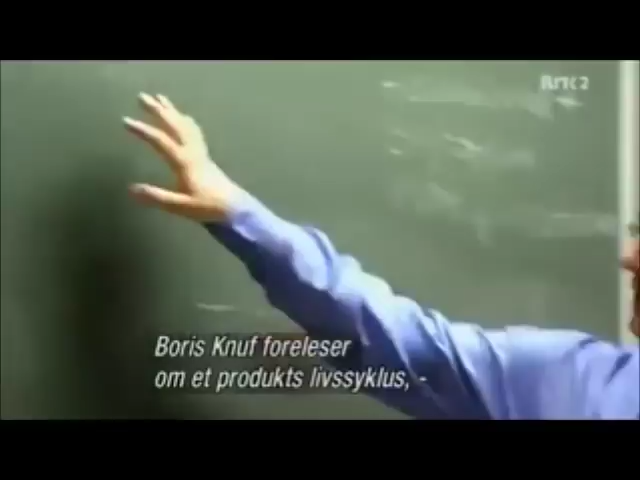 NRK2
Boris Knuf foreleser
om et produkts livssyklus, -